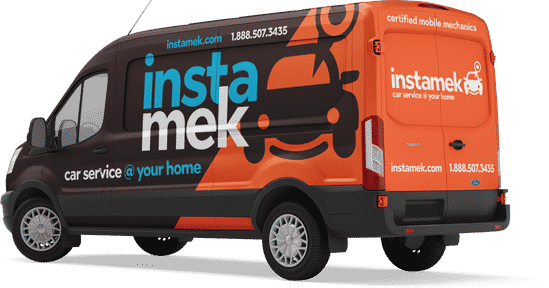 instamek.com 1.888.507.3435
insta
mek
car service @ your home
certified mobile mechanics
instamek
car service @ your home
instamek.com 1.888.507.3435